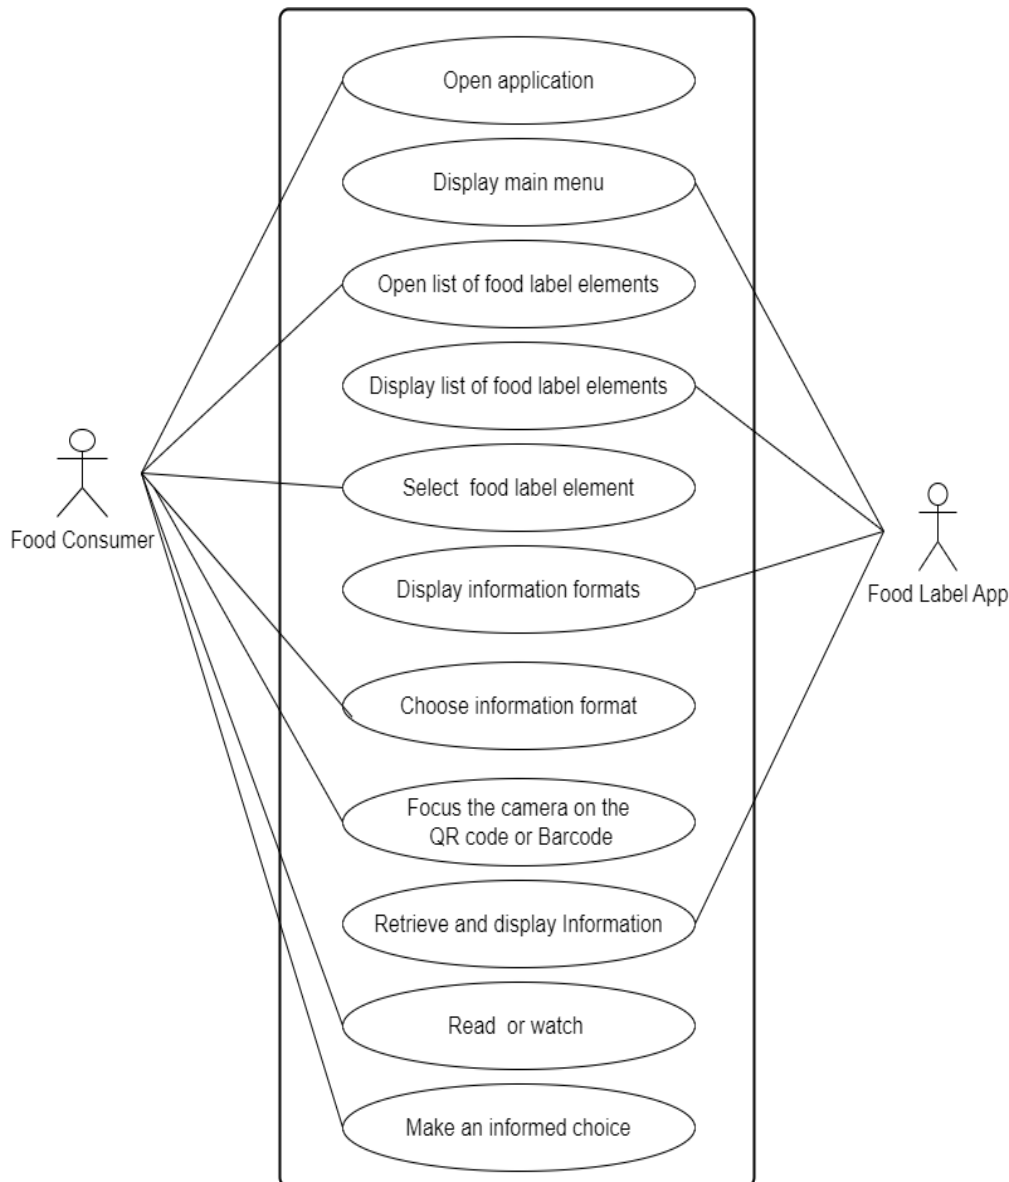 Open application
Display main menu
Open list of food label elements
Display list of food label elements
Select  food label element
Display information formats
Choose information format
Focus the camera on the
QR code or Barcode
Retrieve and display Information
Read  or watch
Make an informed choice
Food Consumer
Food Label App